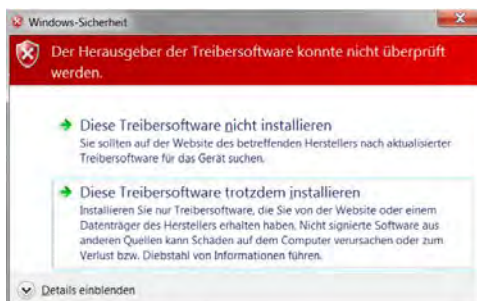 Windows-Sicherheit
Der Herausgeber der Treibersoftware konnte nicht überprüft
werden.
Diese Treibersoftware nicht installieren
Sie sollten auf der Website des betreffenden Herstellers nach aktualisierter
Treibersoftware für das Gerät suchen.
Diese Treibersoftware trotzdem installieren
Installieren Sie nur Treibersoftware, die Sie von der Website oder einem
Datenträger des Herstellers erhalten haben. Nicht signierte Software aus
anderen Quellen kann Schäden auf dem Computer verursachen oder zum
Verlust bzw. Diebstahl von Informationen führen.
Details einblenden